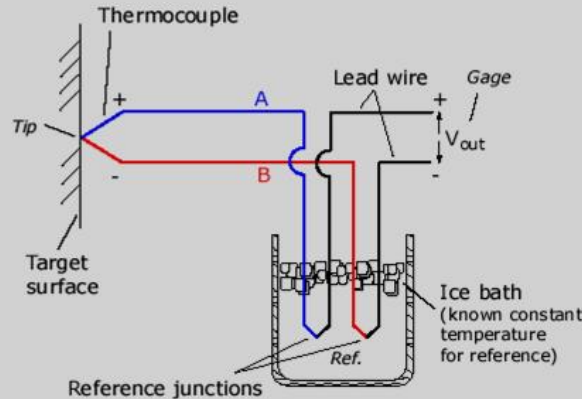 Thermocouple
Lead wire
Gage
+
A
+
Tip
V out
-
B
-
Target
surface
Ice bath
(known constant
temperature
for reference)
Ref.
Reference junctions